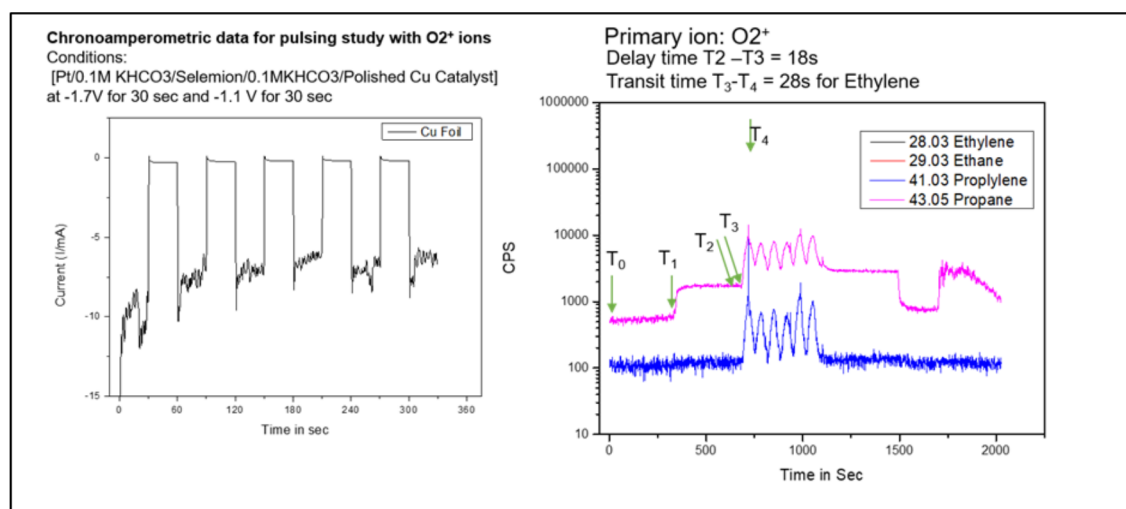 Chronoamperometric data for pulsing study with O2⁺ ions
Conditions:
[Pt/0.1M KHCO3/Selemion/0.1MKHCO3/Polished Cu Catalyst]
at -1.7V for 30 sec and -1.1 V for 30 sec
Cu Foil
0
-5
-10
-15
Current (I/mA)
0 60 120 180 240 300 360
Time in sec
Primary ion: O2⁺
Delay time T2 –T3 = 18s
Transit time T₃-T₄ = 28s for Ethylene
1000000
100000
10000
1000
100
10
CPS
T₀
T₁
T₂
T₃
T₄
28.03 Ethylene
29.03 Ethane
41.03 Proplylene
43.05 Propane
0 500 1000 1500 2000
Time in Sec